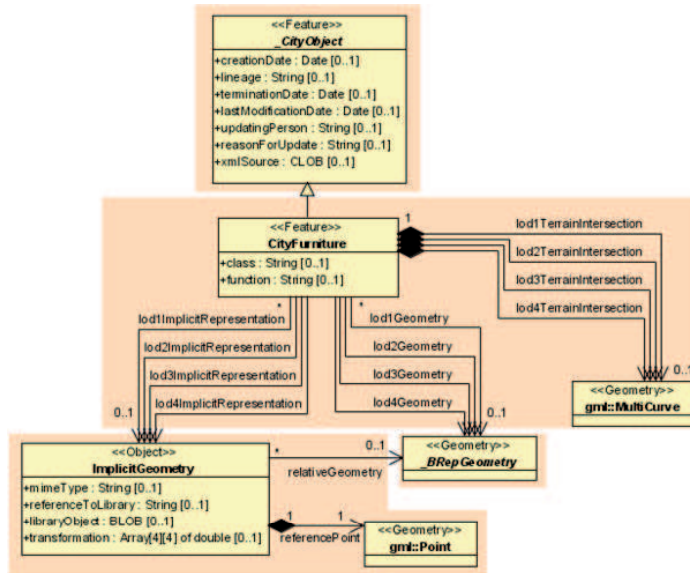 <<Feature>>
_CityObject
+creationDate : Date [0..1]
+lineage : String [0..1]
+terminationDate : Date [0..1]
+lastModificationDate : Date [0..1]
+updatingPerson : String [0..1]
+reasonForUpdate : String [0..1]
+xmlSource : CLOB [0..1]
<<Feature>>
CityFurniture
+class : String [0..1]
+function : String [0..1]
1
lod1TerrainIntersection
lod2TerrainIntersection
lod3TerrainIntersection
lod4TerrainIntersection
*
*
lod1ImplicitRepresentation
lod2ImplicitRepresentation
lod3ImplicitRepresentation
lod4ImplicitRepresentation
lod1Geometry
lod2Geometry
lod3Geometry
lod4Geometry
0..1
0..1
0..1
<<Geometry>>
gml::MultiCurve
<<Object>>
ImplicitGeometry
+mimeType : String [0..1]
+referenceToLibrary : String [0..1]
+libraryObject : BLOB [0..1]
+transformation : Array[4][4] of double [0..1]
*
0..1
relativeGeometry
<<Geometry>>
_BRepGeometry
1
1
referencePoint
<<Geometry>>
gml::Point